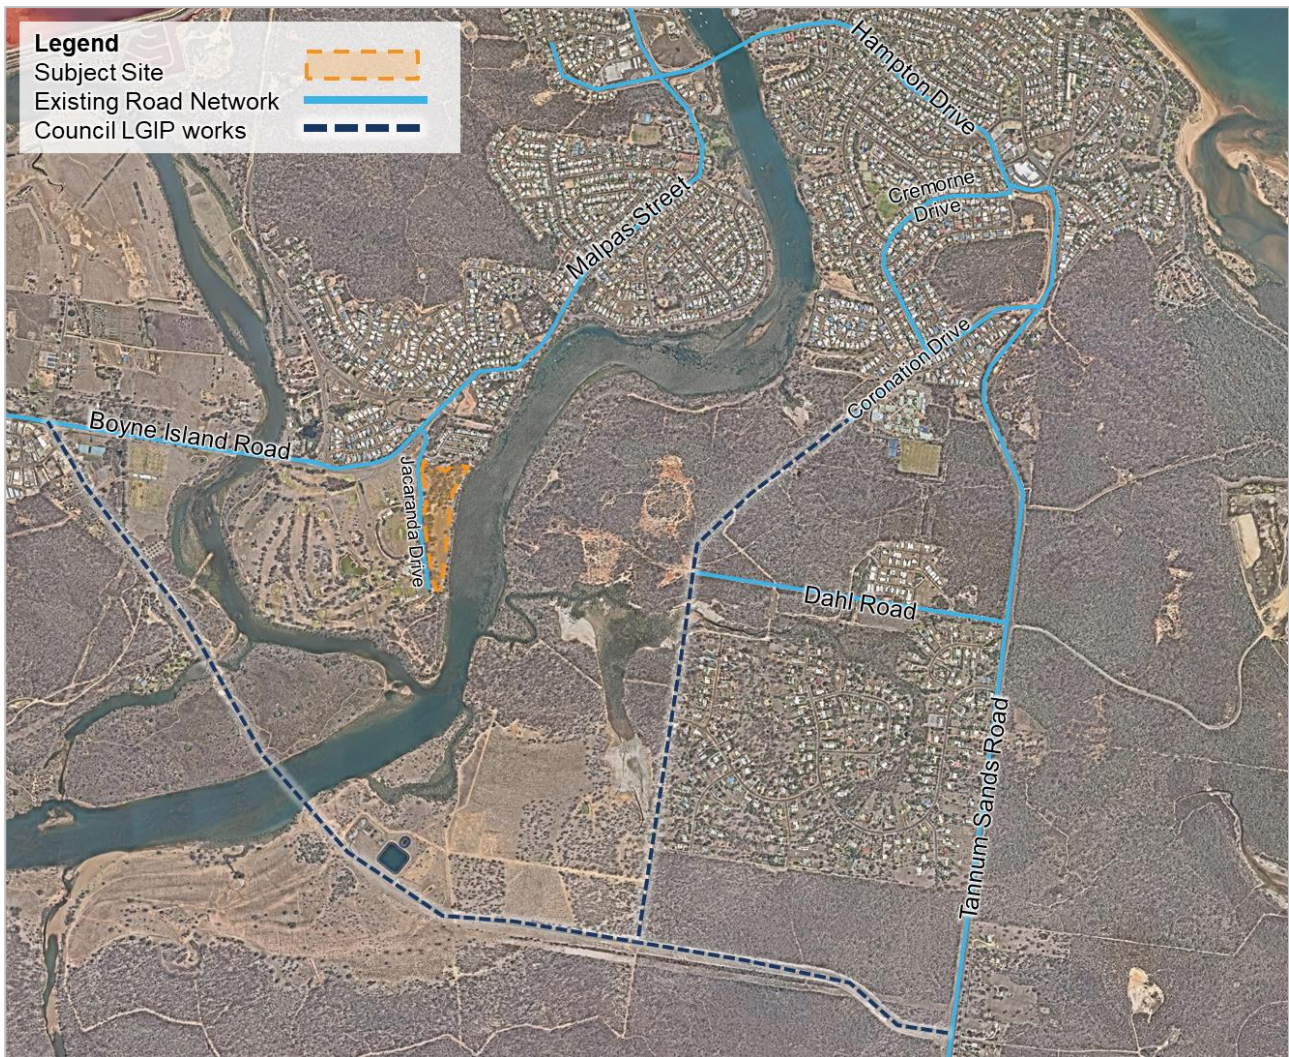 Legend
Subject Site
Existing Road Network
Council LGIP works
Hampton Drive
Cremorne
Drive
Malpas Street
Coronation Drive
Boyne Island Road
Jacaranda Drive
Dahl Road
Tannum Sands Road